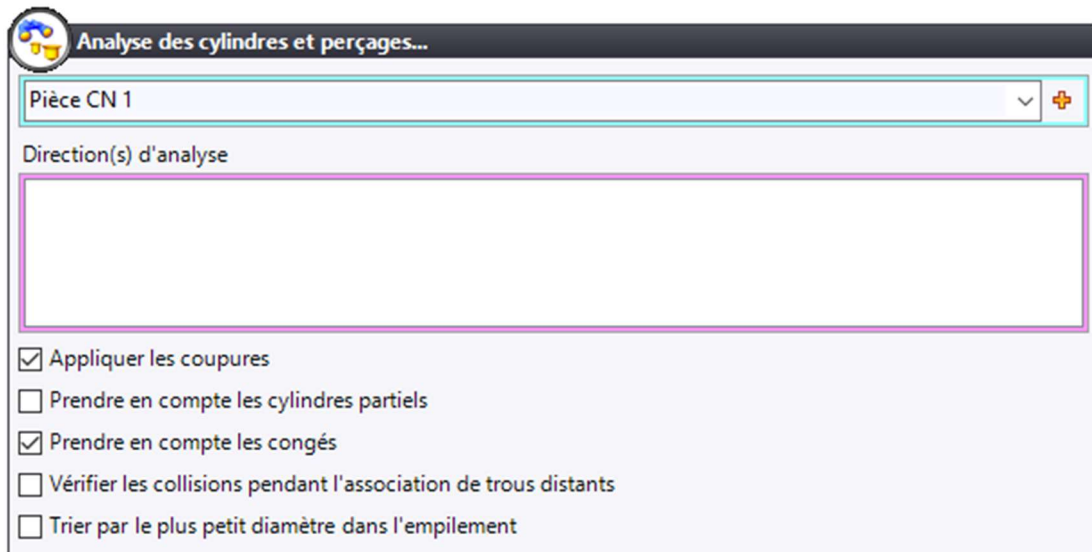 Analyse des cylindres et perçages...
Pièce CN 1
Direction(s) d'analyse
Appliquer les coupures
Prendre en compte les cylindres partiels
Prendre en compte les congés
Vérifier les collisions pendant l'association de trous distants
Trier par le plus petit diamètre dans l'empilement